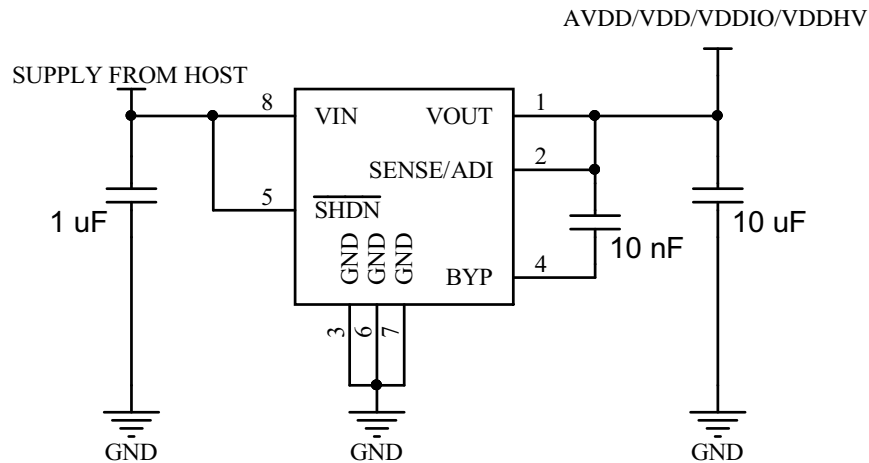 AVDD/VDD/VDDIO/VDDHV
SUPPLY FROM HOST
8
VIN
VOUT
1
SENSE/ADI
2
5
SHDN
1 uF
10 nF
10 uF
GND
GND
GND
BYP
4
3
6
7
GND
GND
GND